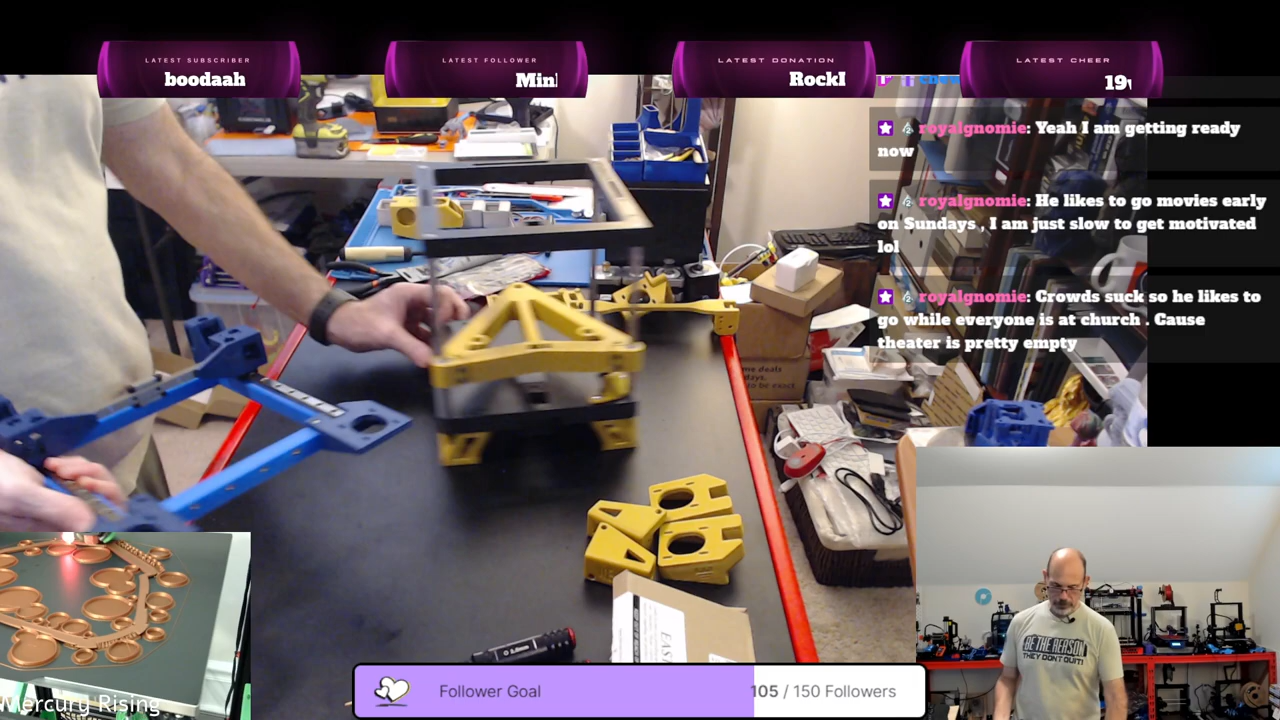 LATEST SUBSCRIBER
boodaah
LATEST FOLLOWER
Min
LATEST DONATION
RockI
LATEST CHEER
19
royalgnomie: Yeah I am getting ready
now
royalgnomie: He likes to go movies early
on Sundays , I am just slow to get motivated
lol
royalgnomie: Crowds suck so he likes to
go while everyone is at church . Cause
theater is pretty empty
BE THE REASON
THEY DON'T QUIT!
Mercury Rising
Follower Goal
105 / 150 Followers